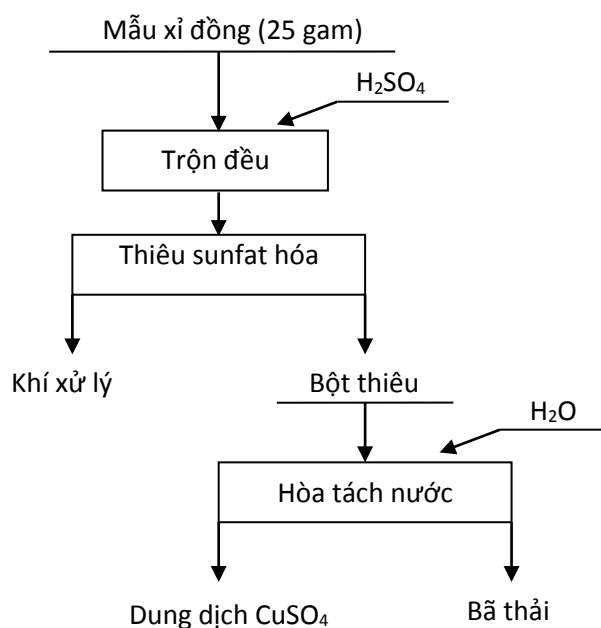 Mẫu xỉ đồng (25 gam)
H₂SO₄
Trộn đều
Thiêu sunfat hóa
Khí xử lý
Bột thiêu
H₂O
Hòa tách nước
Dung dịch CuSO₄
Bã thải